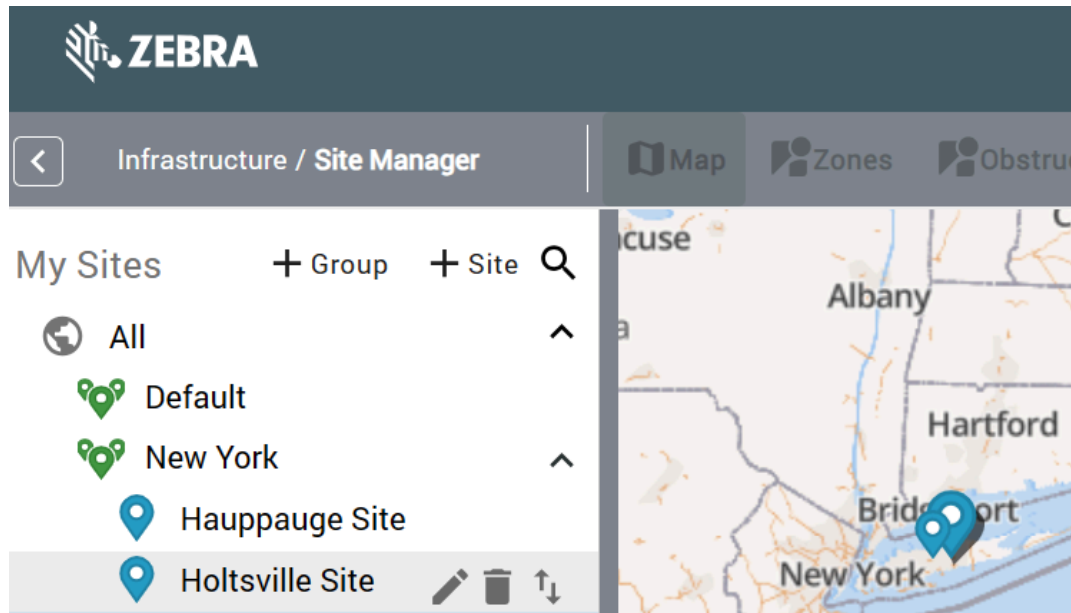 ZEBRA
Infrastructure / Site Manager
Map Zones
My Sites + Group + Site
All
Default
New York
Hauppauge Site
Holtsville Site
Albany
Hartford
New York